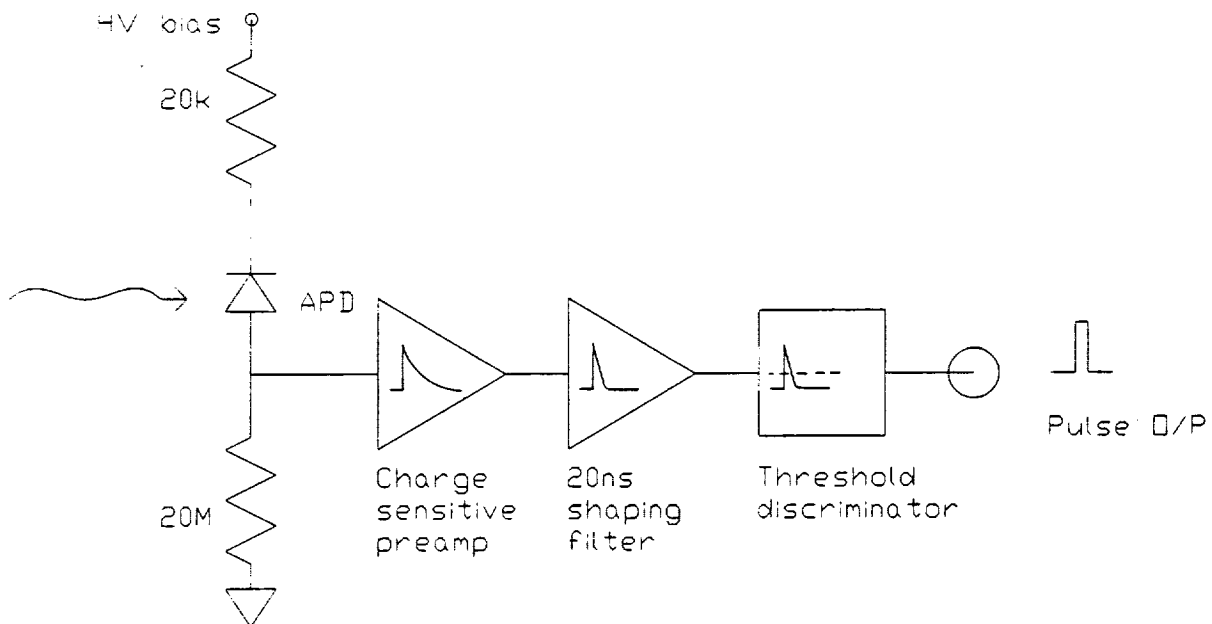 HV bias
20k
APD
20M
Charge
sensitive
preamp
20ns
shaping
filter
Threshold
discriminator
Pulse O/P